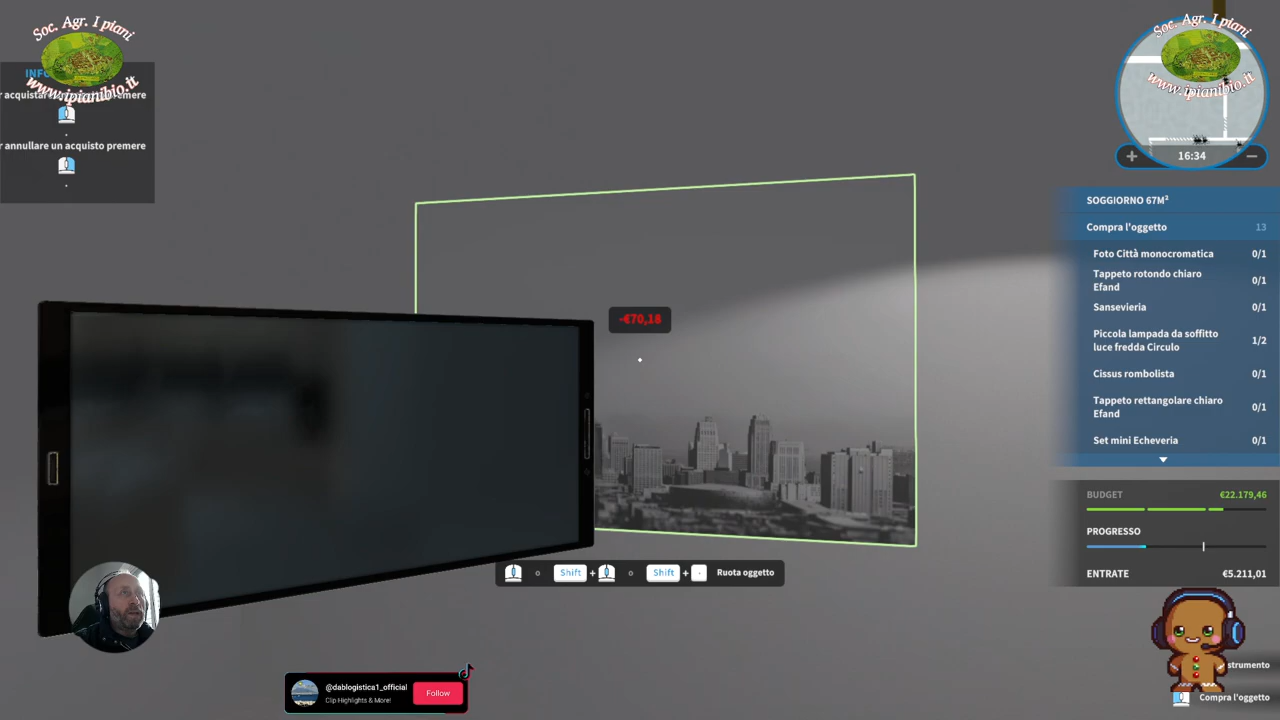 Soc. Agr. I piani
www.ipianibio.it
INFO
r acquistare premere
.
r annullare un acquisto premere
.
Soc. Agr. I piani
www.ipianibio.it
+ 16:34 −
SOGGIORNO 67M²
Compra l'oggetto 13
Foto Città monocromatica 0/1
Tappeto rotondo chiaro
Efand 0/1
Sansevieria 0/1
Piccola lampada da soffitto
luce fredda Circulo 1/2
Cissus rombolista 0/1
Tappeto rettangolare chiaro
Efand 0/1
Set mini Echeveria 0/1
BUDGET €22.179,46
PROGRESSO
ENTRATE €5.211,01
-€70,18
o Shift + o Shift + . Ruota oggetto
@dablogistica1_official
Clip Highlights & More!
Follow
strumento
Compra l'oggetto